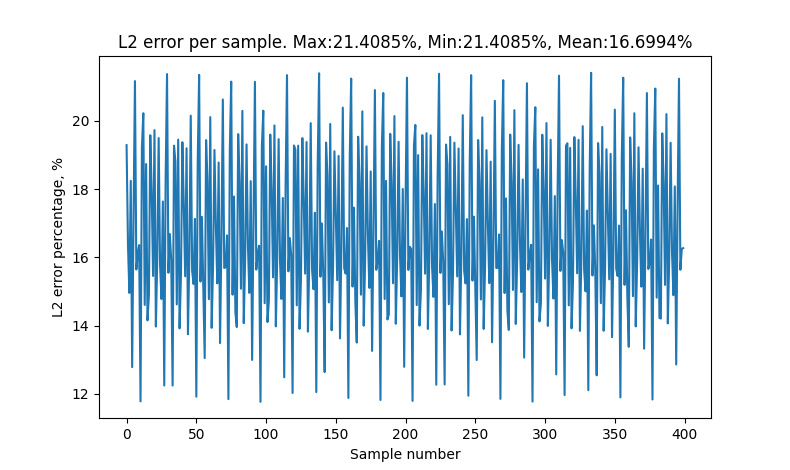 L2 error per sample. Max:21.4085%, Min:21.4085%, Mean:16.6994%
L2 error percentage, %
20
18
16
14
12
0 50 100 150 200 250 300 350 400
Sample number